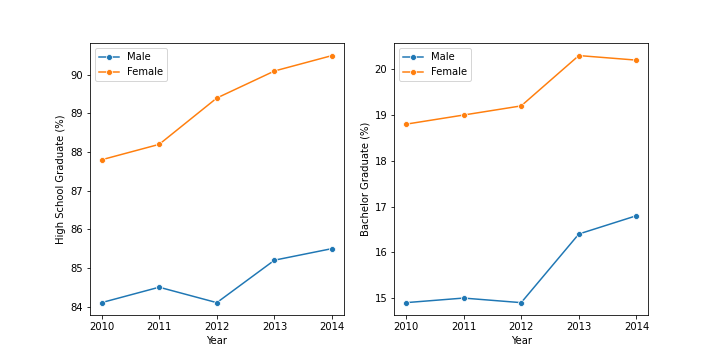 Male
Female
High School Graduate (%)
90
89
88
87
86
85
84
2010 2011 2012 2013 2014
Year
Male
Female
Bachelor Graduate (%)
20
19
18
17
16
15
2010 2011 2012 2013 2014
Year